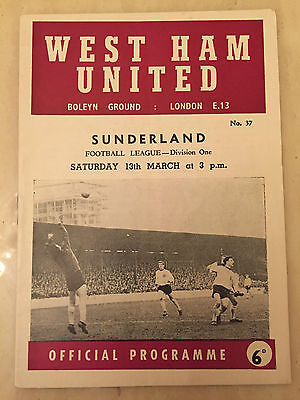 WEST HAM
UNITED
BOLEYN GROUND : LONDON E.13
No. 37
SUNDERLAND
FOOTBALL LEAGUE—Division One
SATURDAY 13th MARCH at 3 p.m.
OFFICIAL PROGRAMME
6D